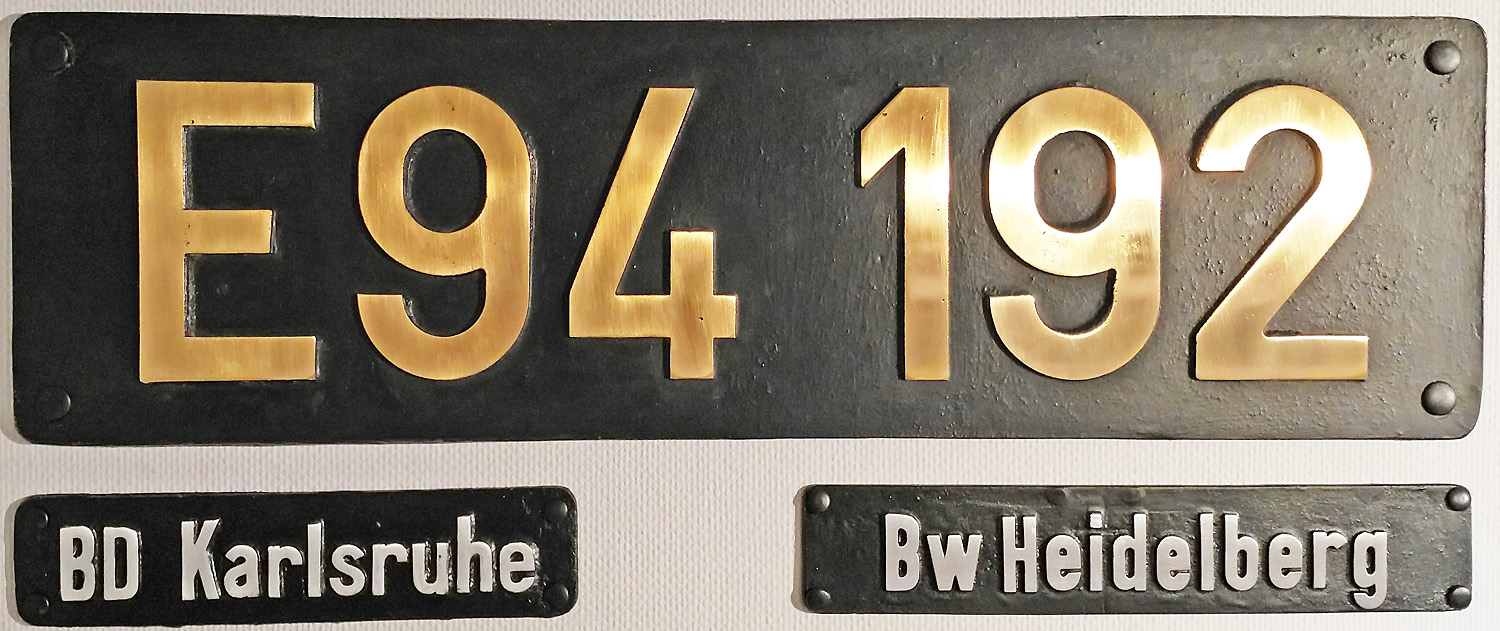 E94 192
BD Karlsruhe
Bw Heidelberg